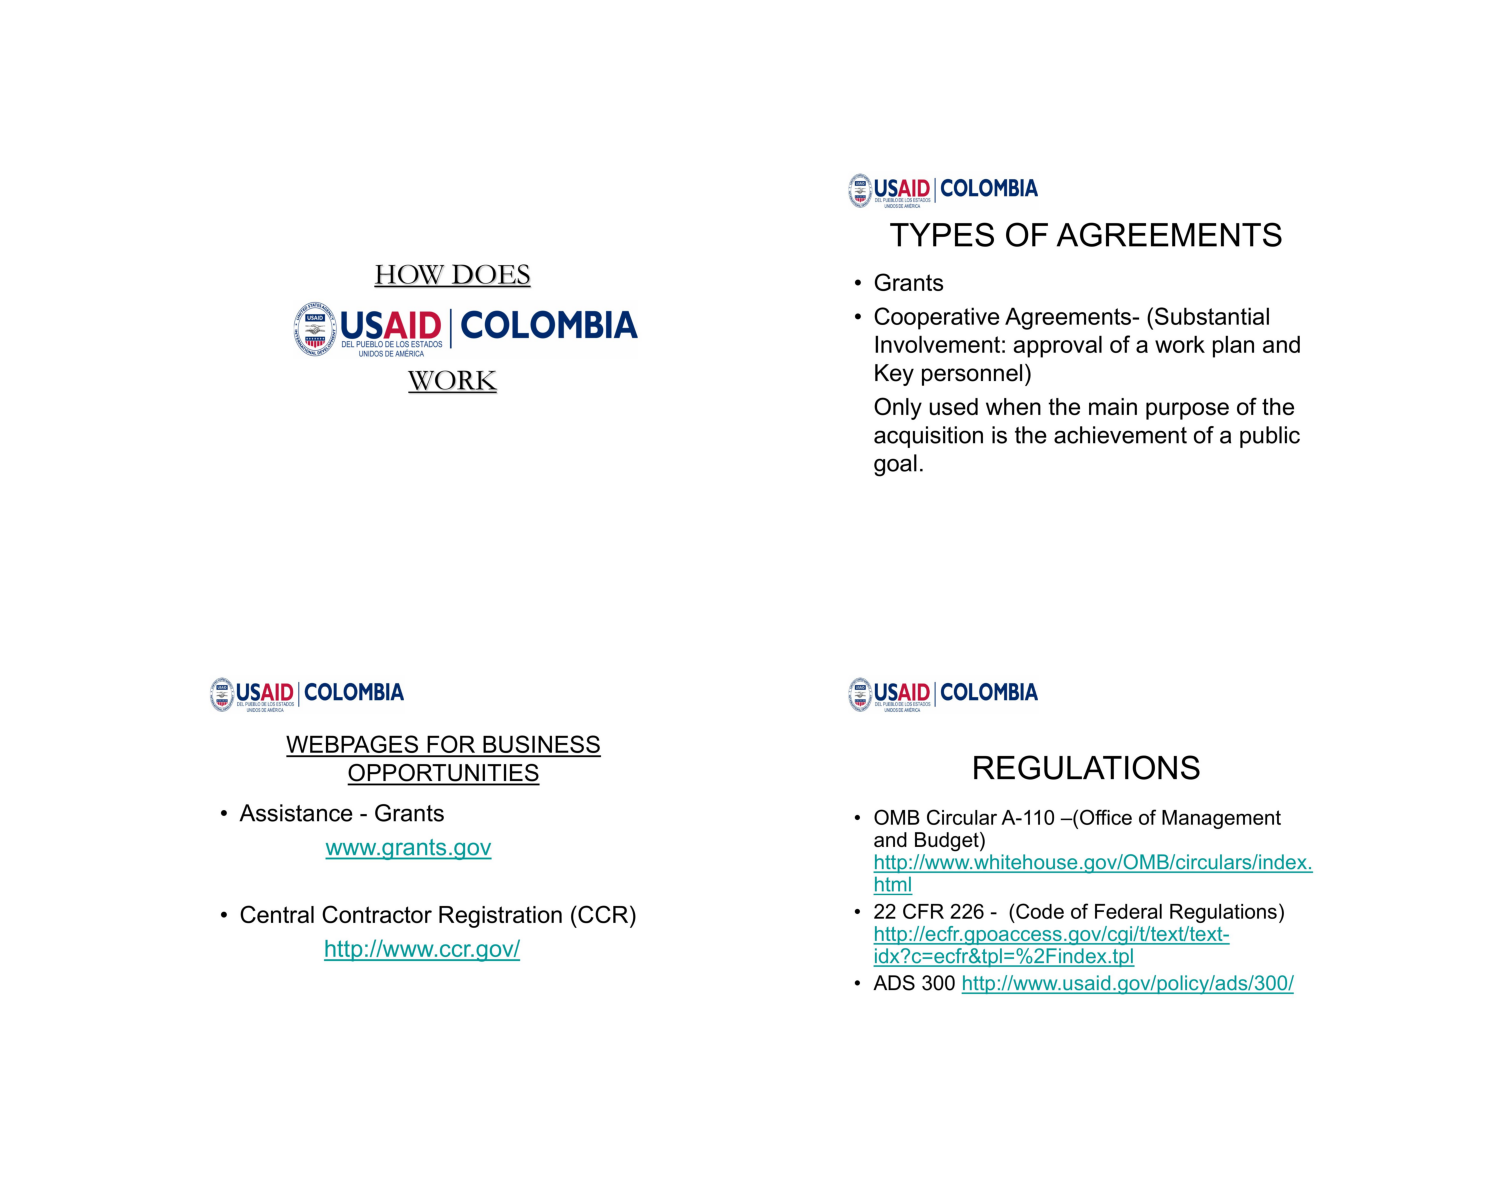 HOW DOES
USAID | COLOMBIA
DEL PUEBLO DE LOS ESTADOS
UNIDOS DE AMÉRICA
WORK
USAID | COLOMBIA
DEL PUEBLO DE LOS ESTADOS
UNIDOS DE AMÉRICA
TYPES OF AGREEMENTS
• Grants
• Cooperative Agreements- (Substantial
Involvement: approval of a work plan and
Key personnel)
Only used when the main purpose of the
acquisition is the achievement of a public
goal.
USAID | COLOMBIA
DEL PUEBLO DE LOS ESTADOS
UNIDOS DE AMÉRICA
WEBPAGES FOR BUSINESS
OPPORTUNITIES
• Assistance - Grants
www.grants.gov
• Central Contractor Registration (CCR)
http://www.ccr.gov/
USAID | COLOMBIA
DEL PUEBLO DE LOS ESTADOS
UNIDOS DE AMÉRICA
REGULATIONS
• OMB Circular A-110 –(Office of Management
and Budget)
http://www.whitehouse.gov/OMB/circulars/index.
html
• 22 CFR 226 -  (Code of Federal Regulations)
http://ecfr.gpoaccess.gov/cgi/t/text/text-
idx?c=ecfr&tpl=%2Findex.tpl
• ADS 300 http://www.usaid.gov/policy/ads/300/